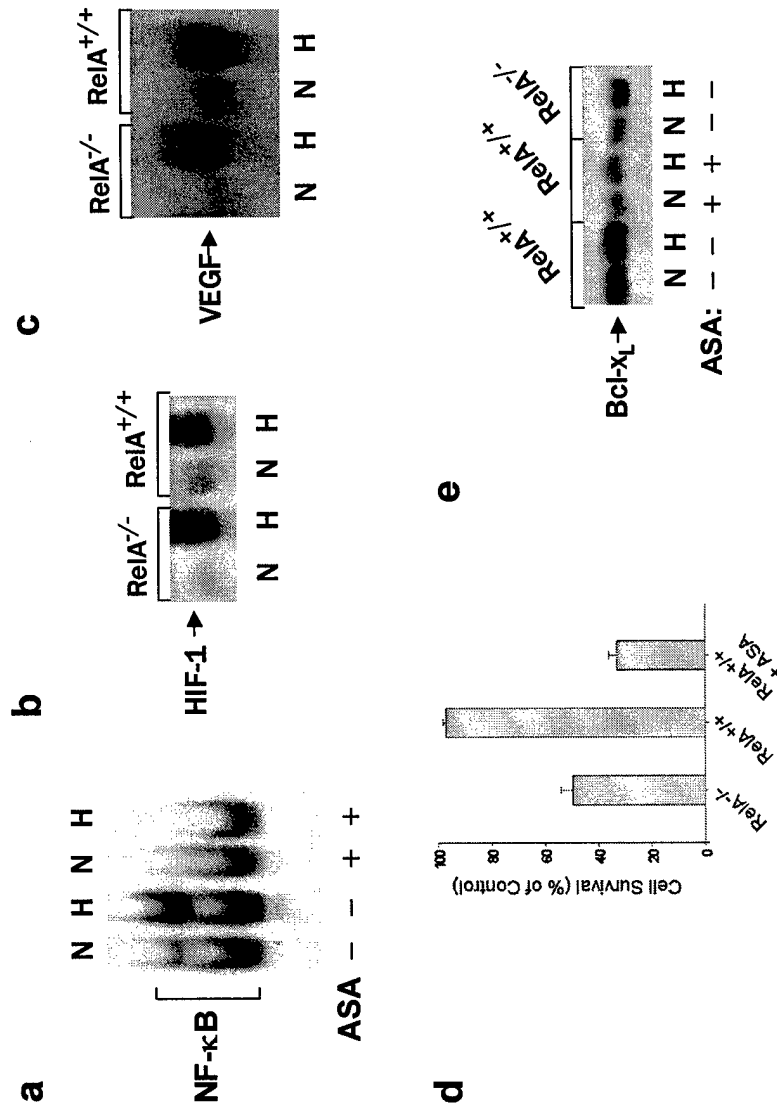 a
N H N H
NF-κB
ASA − − + +
b
RelA-/- RelA+/+
HIF-1
N H N H
c
RelA-/- RelA+/+
VEGF
N H N H
d
Cell Survival (% of Control)
100
80
60
40
20
0
RelA-/-
RelA+/+
RelA+/+
+ ASA
e
RelA+/+ RelA+/+ RelA-/-
Bcl-xL
N H N H N H
ASA: − − + + − −